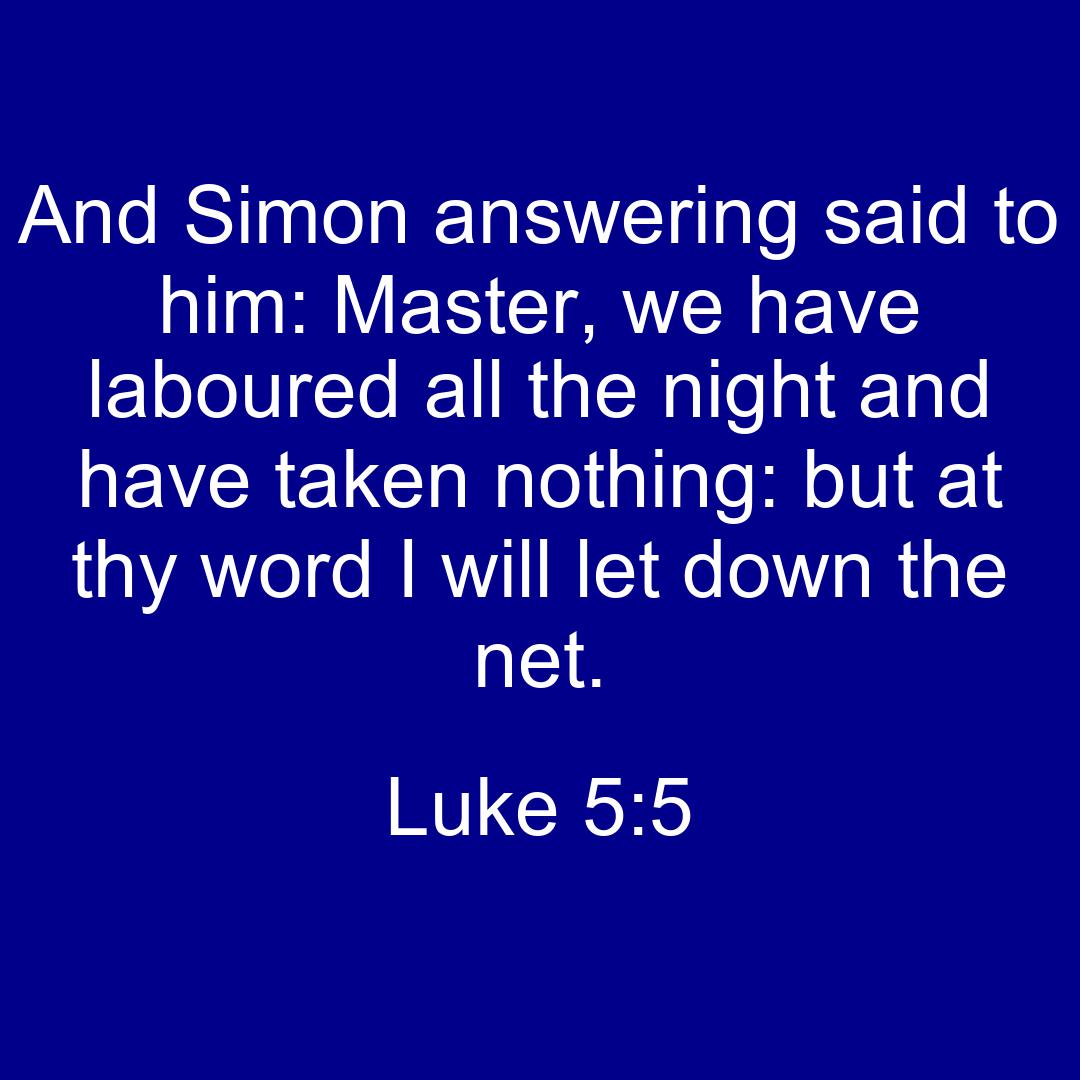 And Simon answering said to
him: Master, we have
laboured all the night and
have taken nothing: but at
thy word I will let down the
net.
Luke 5:5